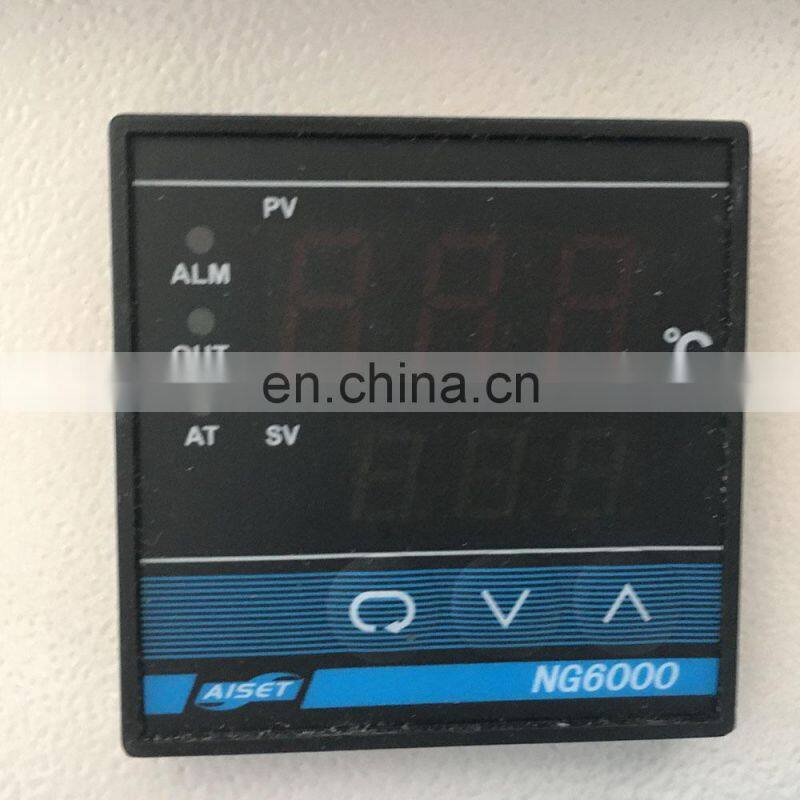 PV
ALM
OUT
℃
en.china.cn
AT SV
AISET NG6000